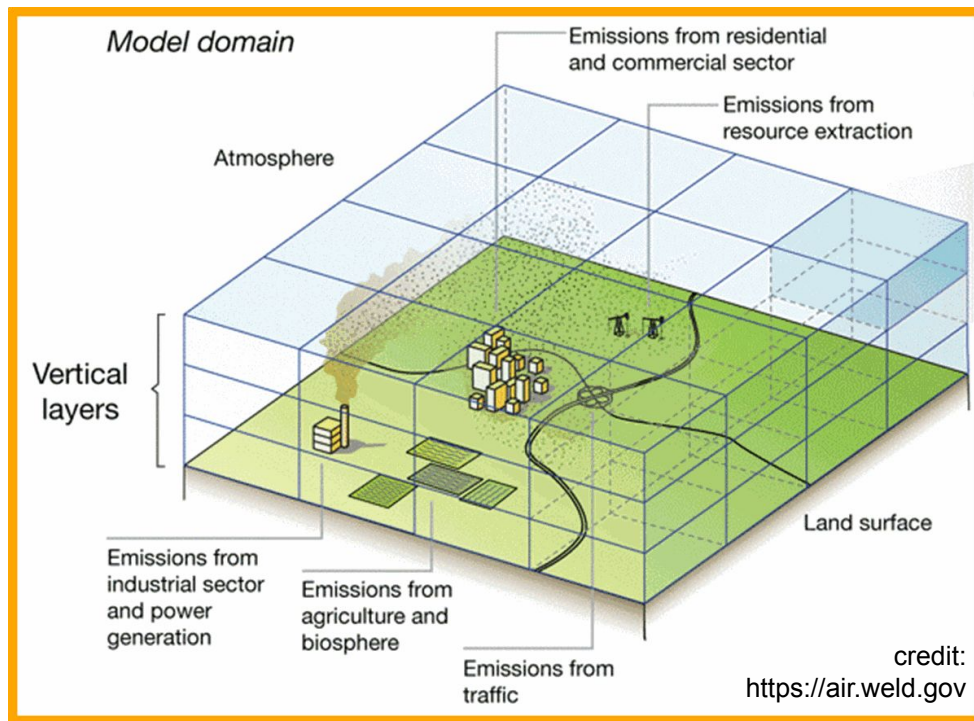 Model domain
Emissions from residential
and commercial sector
Emissions from
resource extraction
Atmosphere
Vertical
layers
Land surface
Emissions from
industrial sector
and power
generation
Emissions from
agriculture and
biosphere
Emissions from
traffic
credit:
https://air.weld.gov